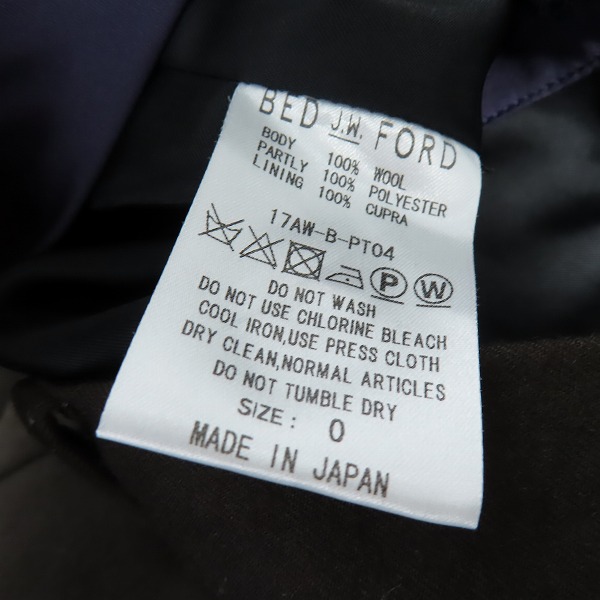 BED J.W. FORD
BODY 100% WOOL
PARTLY 100% POLYESTER
LINING 100% CUPRA
17AW-B-PT04
P W
DO NOT WASH
DO NOT USE CHLORINE BLEACH
COOL IRON,USE PRESS CLOTH
DRY CLEAN,NORMAL ARTICLES
DO NOT TUMBLE DRY
SIZE: 0
MADE IN JAPAN